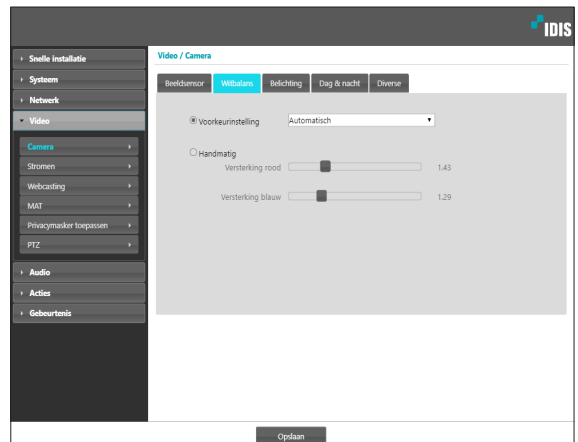 IDIS
Snelle installatie
Systeem
Netwerk
Video
Camera
Stromen
Webcasting
MAT
Privacymasker toepassen
PTZ
Audio
Acties
Gebeurtenis
Video / Camera
Beeldsensor Witbalans Belichting Dag & nacht Diverse
Voorkeurinstelling Automatisch
Handmatig
Versterking rood 1.43
Versterking blauw 1.29
Opslaan